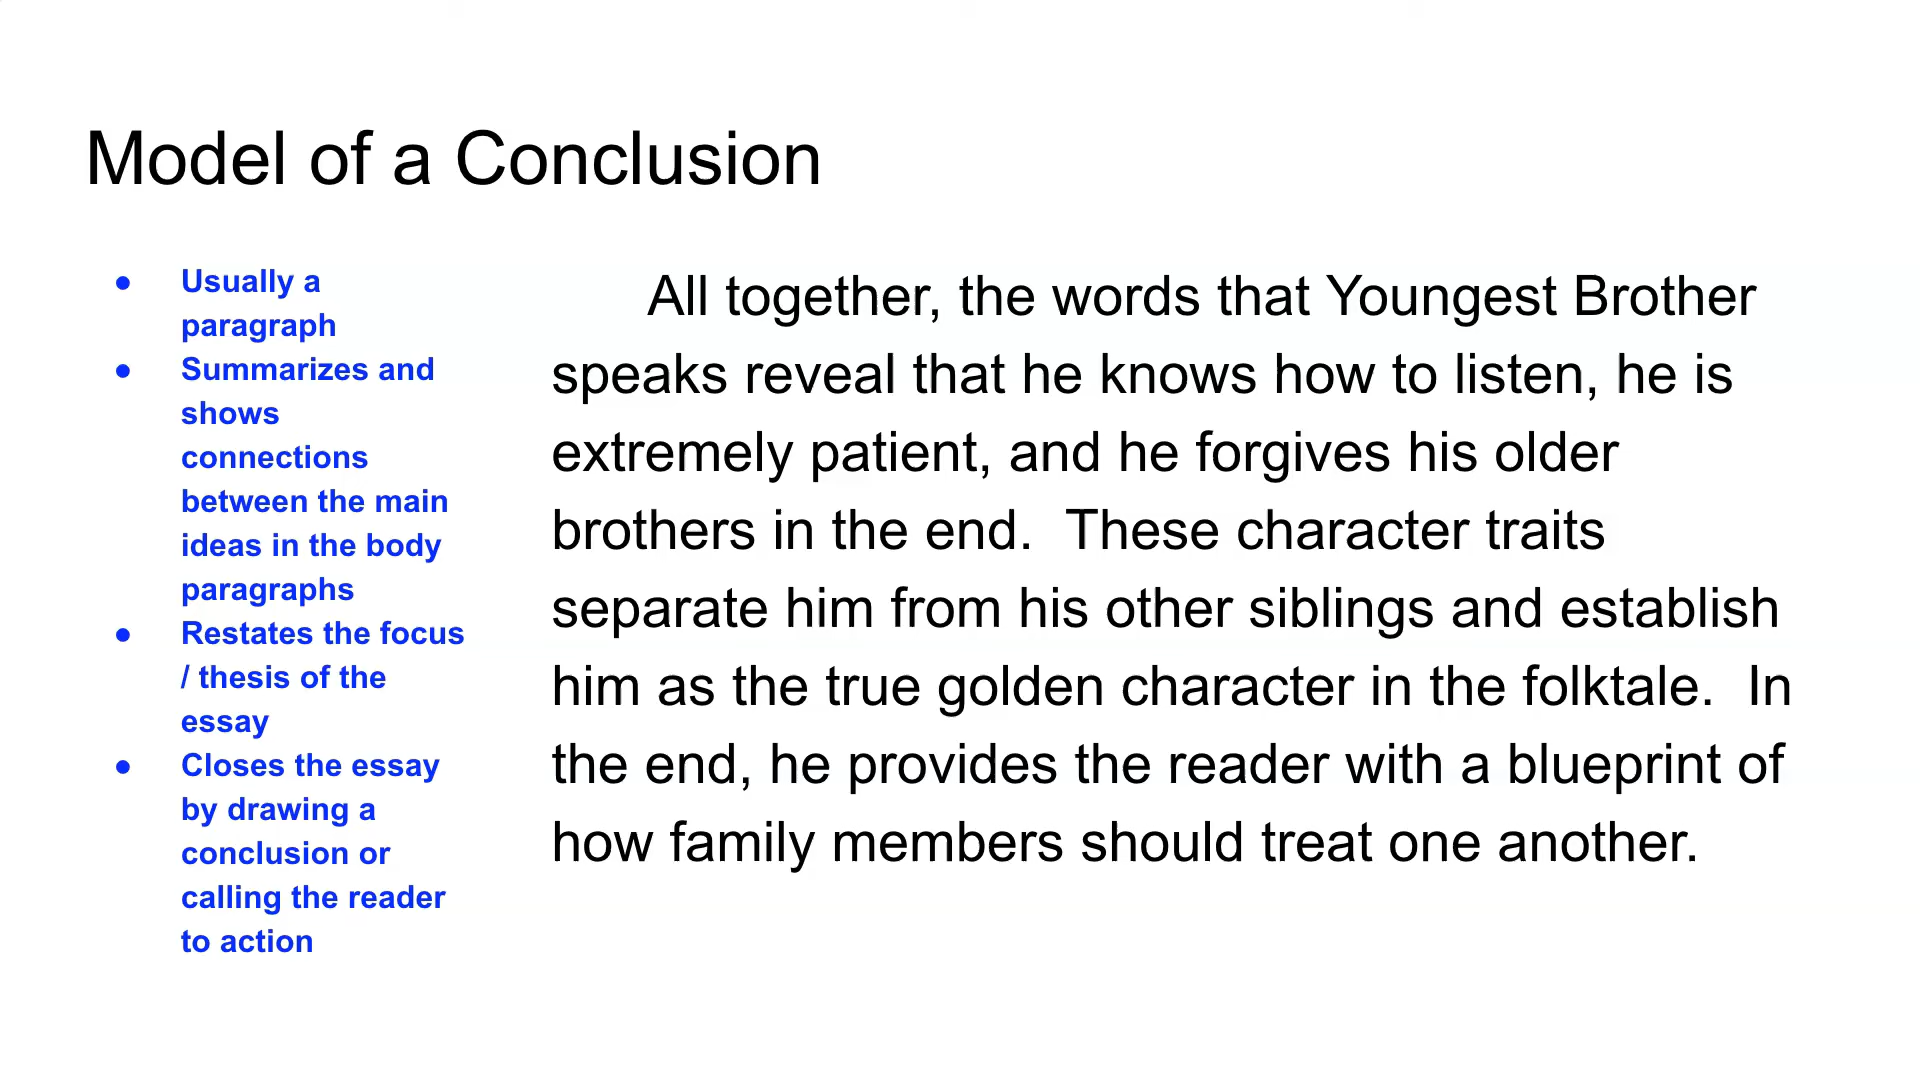 Model of a Conclusion
● Usually a
paragraph
● Summarizes and
shows
connections
between the main
ideas in the body
paragraphs
● Restates the focus
/ thesis of the
essay
● Closes the essay
by drawing a
conclusion or
calling the reader
to action
All together, the words that Youngest Brother
speaks reveal that he knows how to listen, he is
extremely patient, and he forgives his older
brothers in the end.  These character traits
separate him from his other siblings and establish
him as the true golden character in the folktale.  In
the end, he provides the reader with a blueprint of
how family members should treat one another.